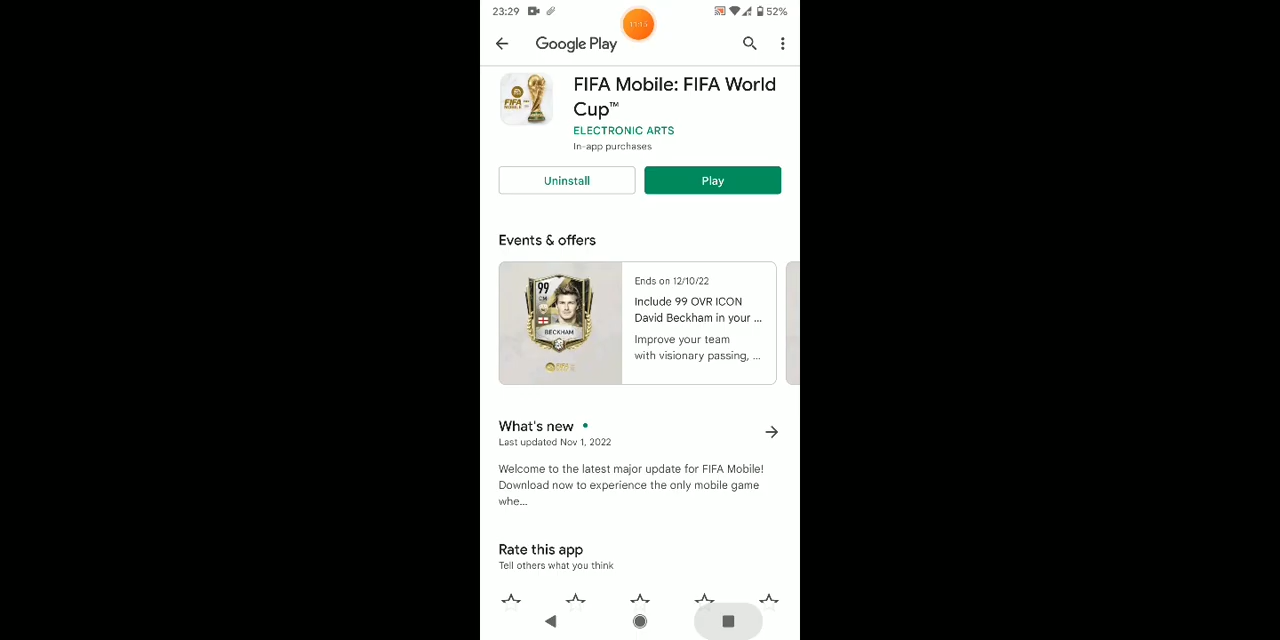 23:29
52%
Google Play
FIFA Mobile: FIFA World
Cup™
ELECTRONIC ARTS
In-app purchases
Uninstall
Play
Events & offers
99
CM
BECKHAM
Ends on 12/10/22
Include 99 OVR ICON
David Beckham in your ...
Improve your team
with visionary passing, ...
What's new
Last updated Nov 1, 2022
Welcome to the latest major update for FIFA Mobile!
Download now to experience the only mobile game
whe...
Rate this app
Tell others what you think